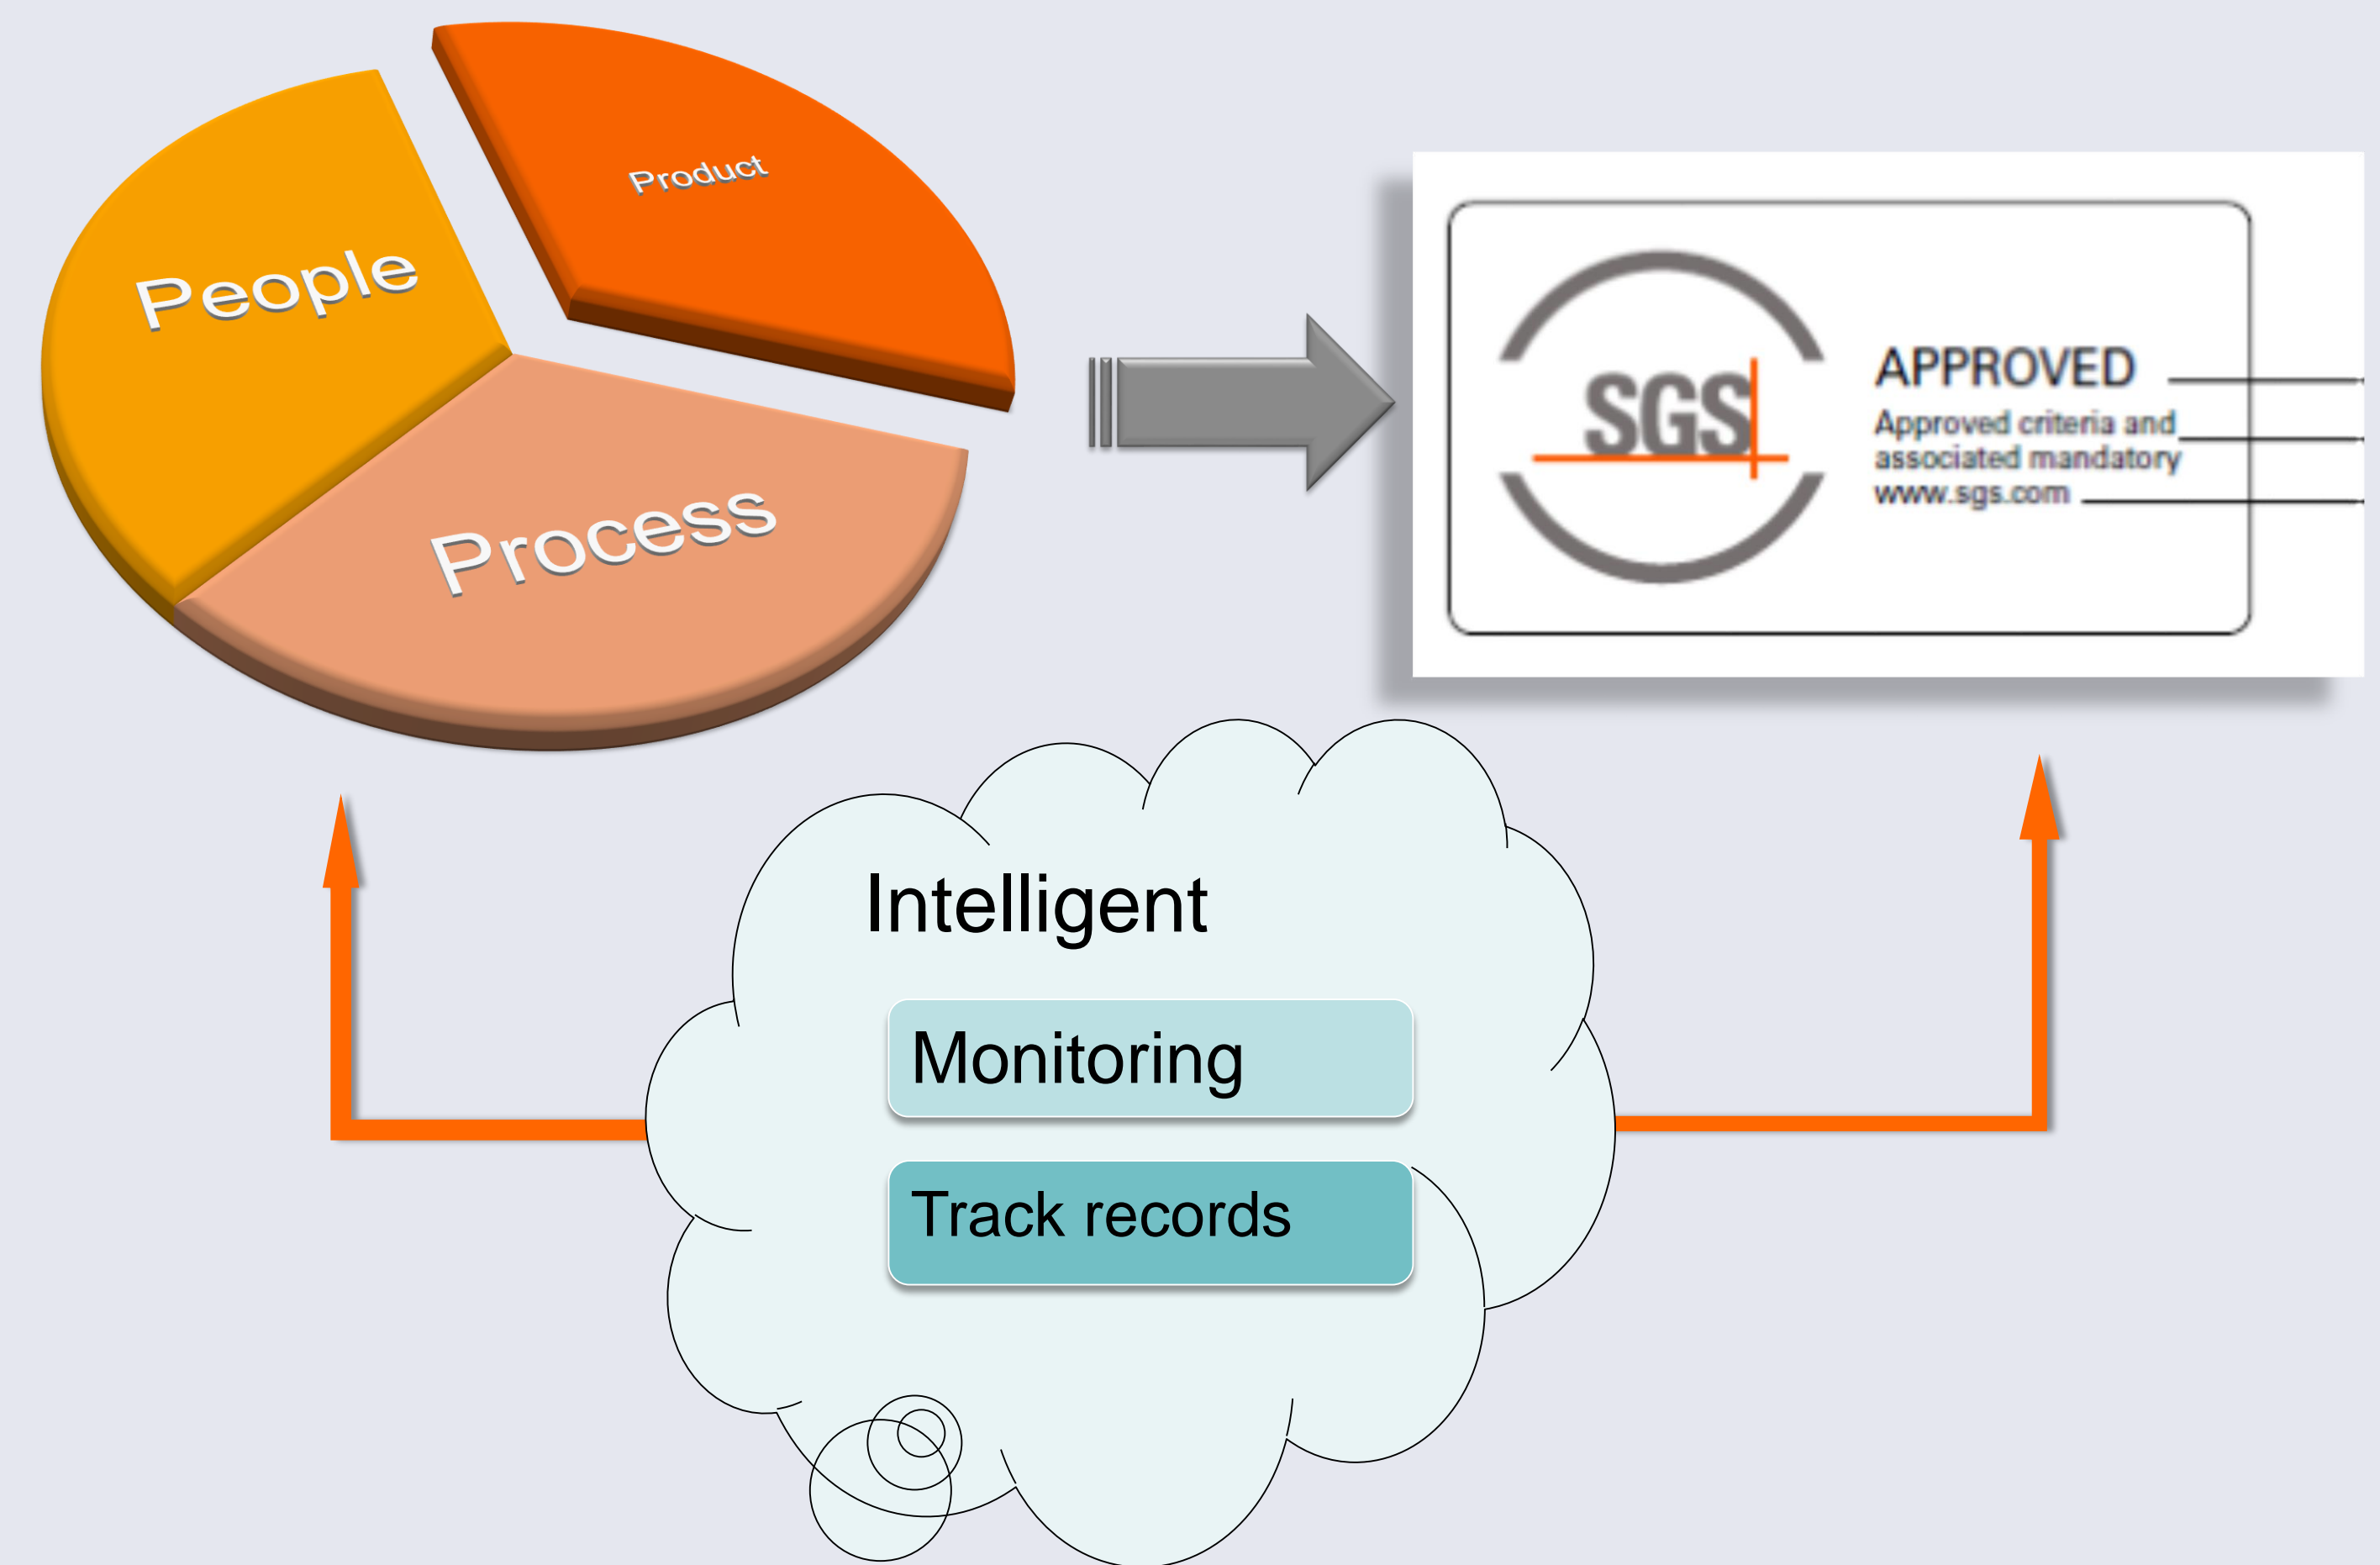 Product
People
Process
SGS
APPROVED
Approved criteria and
associated mandatory
www.sgs.com
Intelligent
Monitoring
Track records